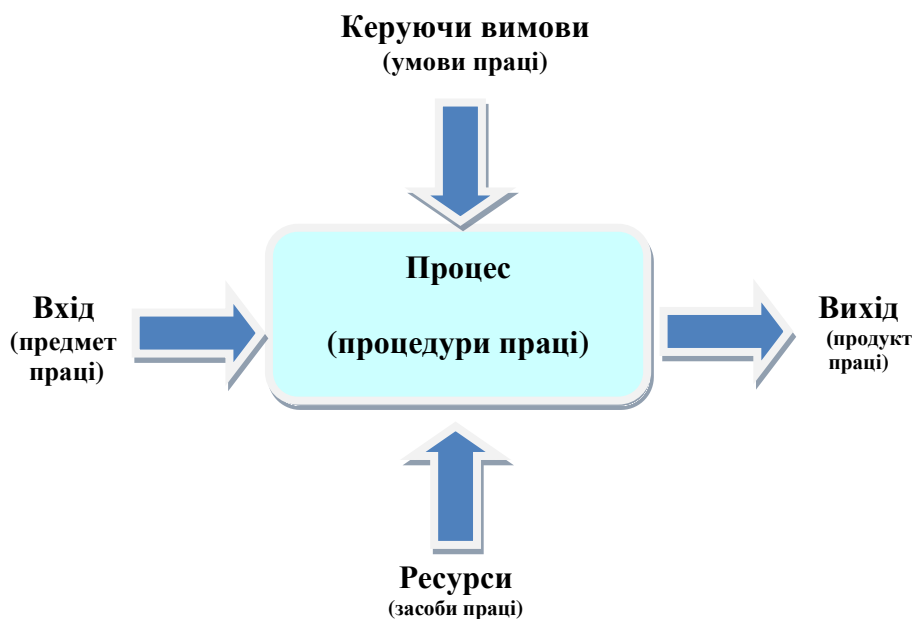 Керуючи вимови
(умови праці)
Процес
(процедури праці)
Вхід
(предмет
праці)
Вихід
(продукт
праці)
Ресурси
(засоби праці)